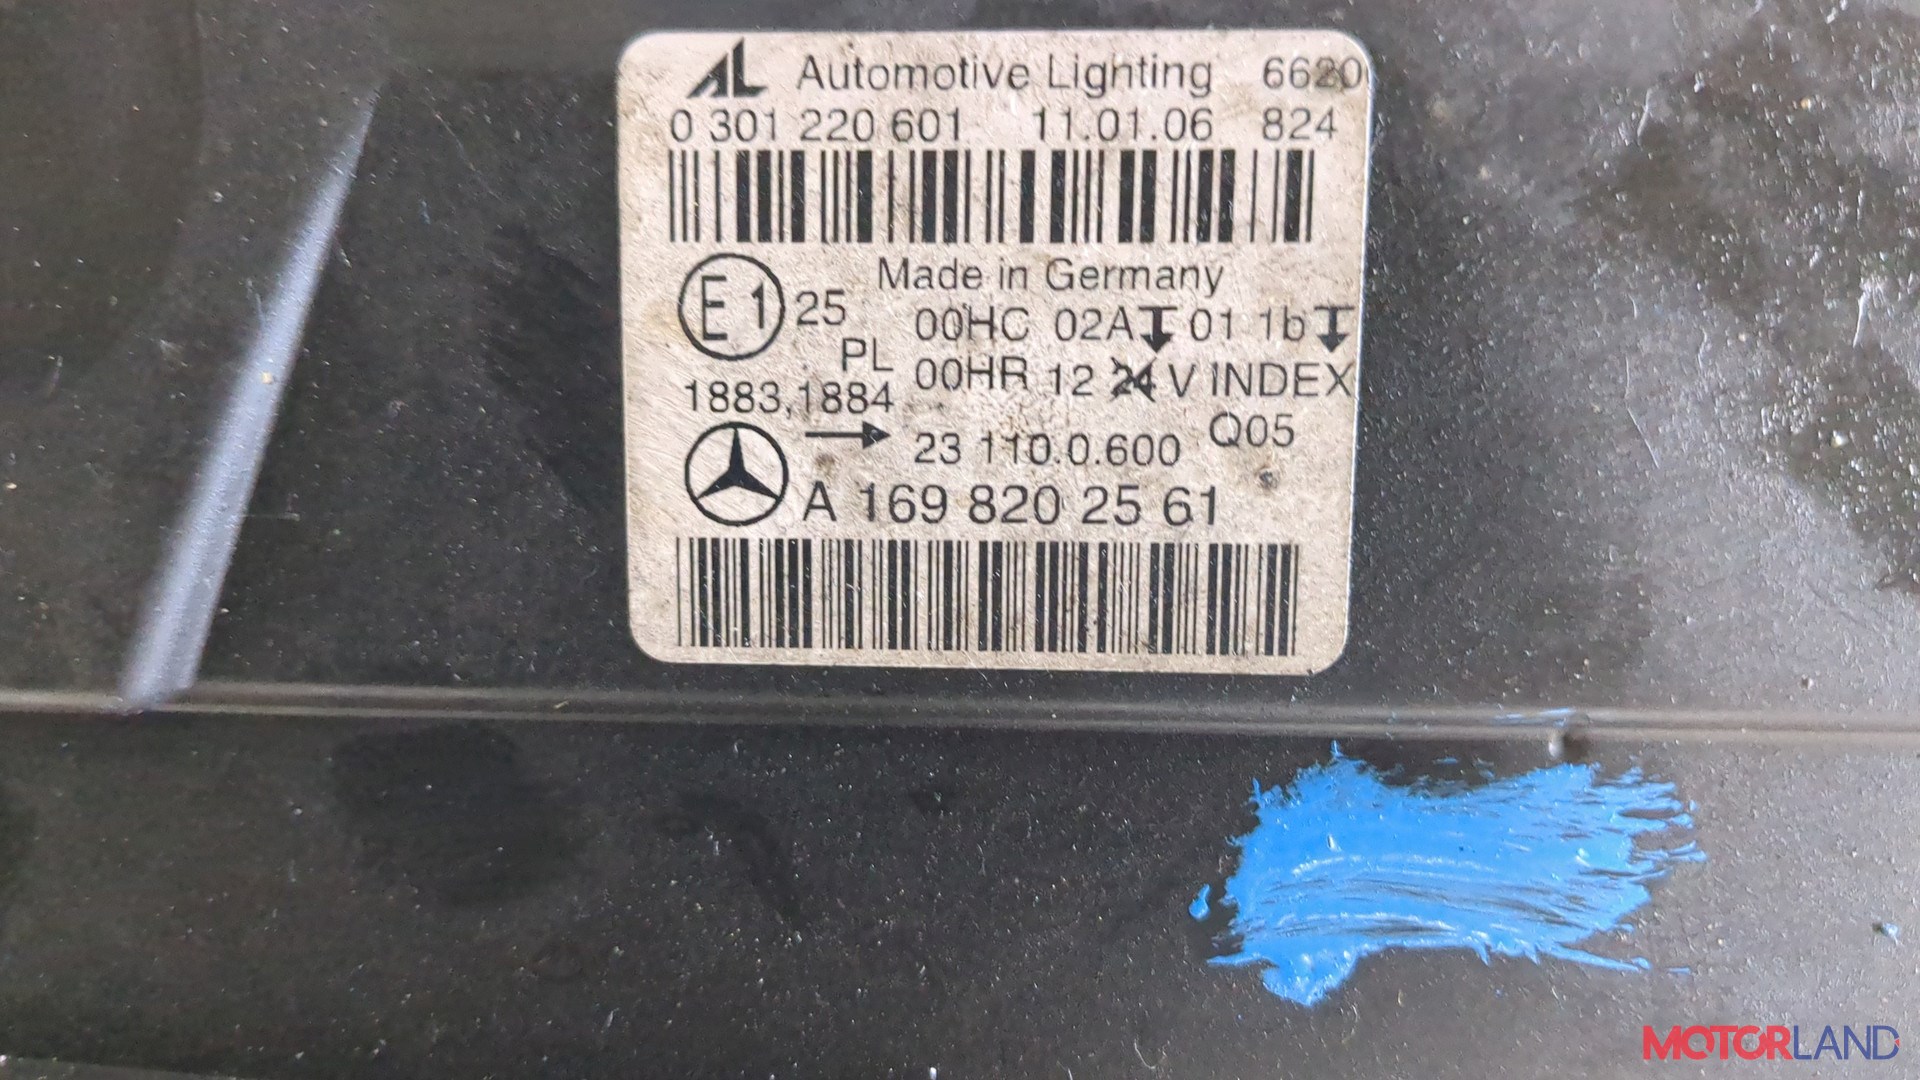 AL Automotive Lighting 6620
0 301 220 601 11.01.06 824
Made in Germany
E1 25 00HC 02A 01 1b
PL 00HR 12 24 V INDEX
1883,1884 Q05
23 110.0.600
A 169 820 25 61
MOTORLAND